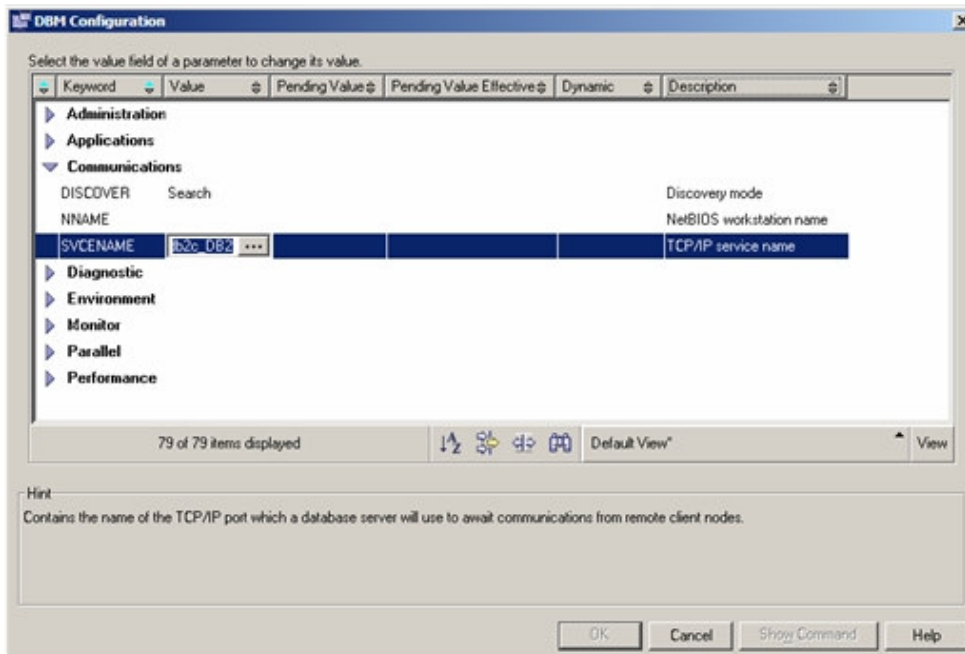 DBM Configuration
Select the value field of a parameter to change its value.
Keyword Value Pending Value Pending Value Effective Dynamic Description
Administration
Applications
Communications
DISCOVER Search Discovery mode
NNAME NetBIOS workstation name
SVCENAME db2c_DB2 ... TCP/IP service name
Diagnostic
Environment
Monitor
Parallel
Performance
79 of 79 items displayed Default View* View
Hint
Contains the name of the TCP/IP port which a database server will use to await communications from remote client nodes.
OK Cancel Show Command Help